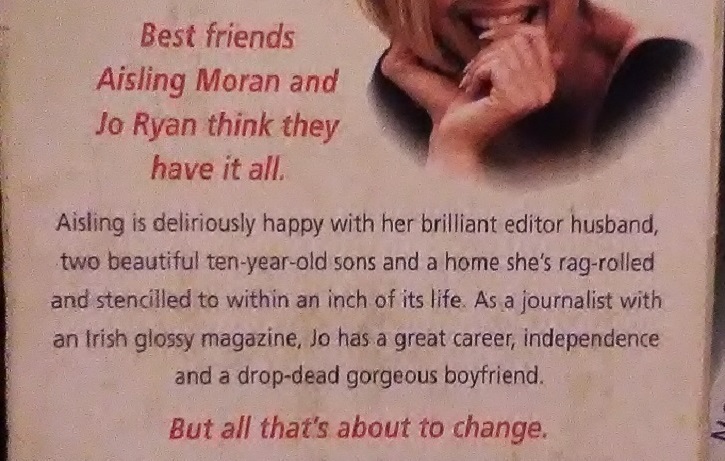 Best friends
Aisling Moran and
Jo Ryan think they
have it all.
Aisling is deliriously happy with her brilliant editor husband,
two beautiful ten-year-old sons and a home she's rag-rolled
and stencilled to within an inch of its life. As a journalist with
an Irish glossy magazine, Jo has a great career, independence
and a drop-dead gorgeous boyfriend.
But all that's about to change.